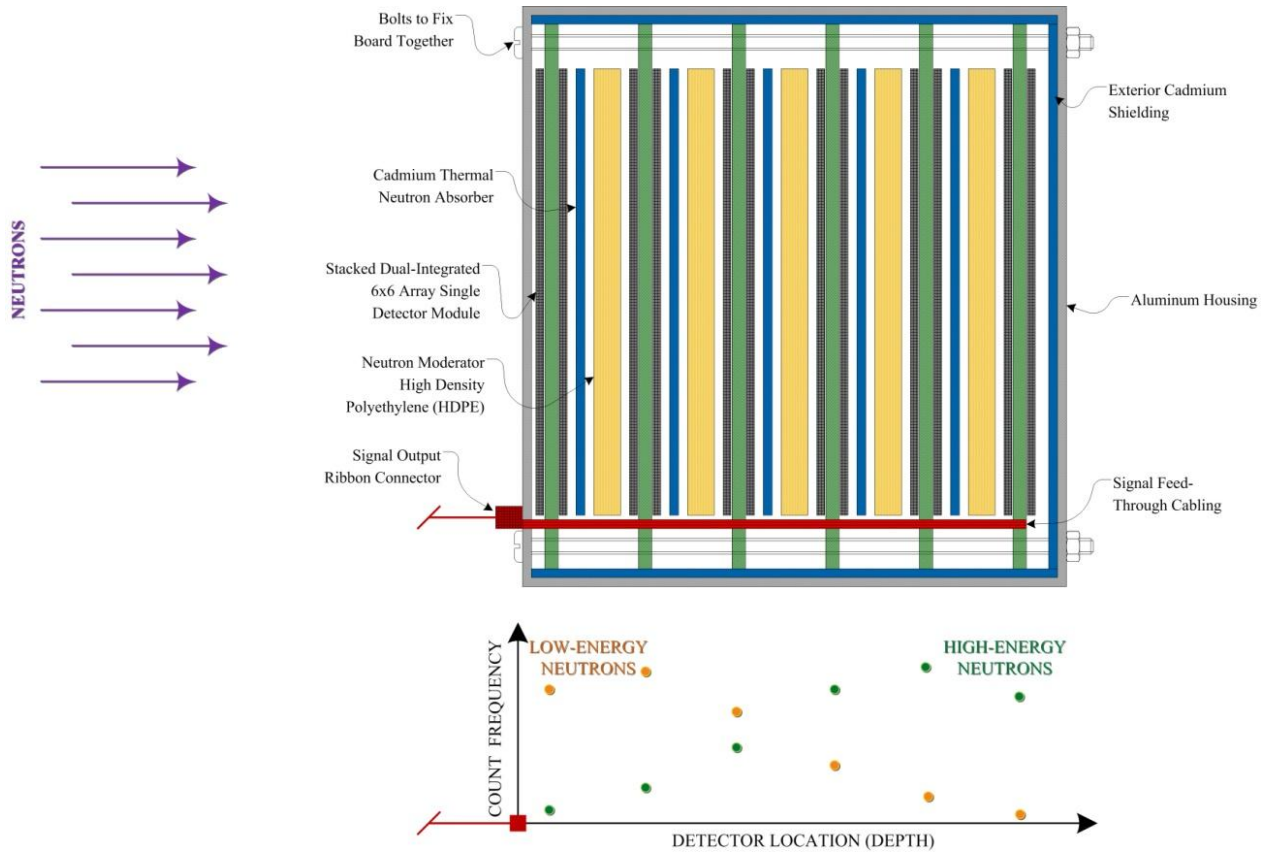 Bolts to Fix
Board Together
Exterior Cadmium
Shielding
Cadmium Thermal
Neutron Absorber
NEUTRONS
Stacked Dual-Integrated
6x6 Array Single
Detector Module
Aluminum Housing
Neutron Moderator
High Density
Polyethylene (HDPE)
Signal Output
Ribbon Connector
Signal Feed-
Through Cabling
LOW-ENERGY
NEUTRONS
HIGH-ENERGY
NEUTRONS
COUNT FREQUENCY
DETECTOR LOCATION (DEPTH)